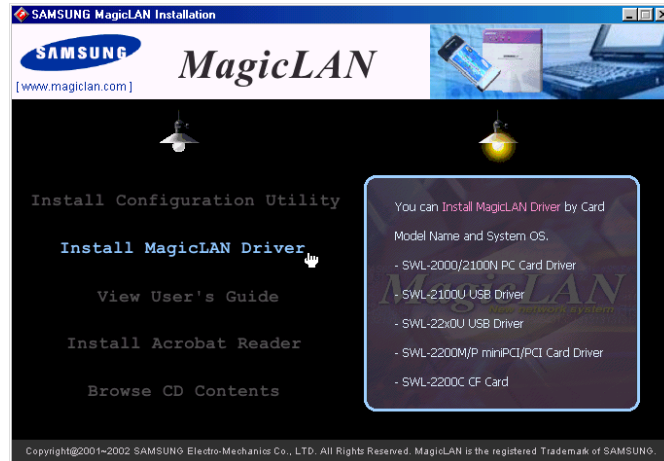 SAMSUNG MagicLAN Installation
SAMSUNG
[www.magiclan.com]
MagicLAN
Install Configuration Utility
Install MagicLAN Driver
View User's Guide
Install Acrobat Reader
Browse CD Contents
You can Install MagicLAN Driver by Card
Model Name and System OS.
- SWL-2000/2100N PC Card Driver
- SWL-2100U USB Driver
- SWL-22x0U USB Driver
- SWL-2200M/P miniPCI/PCI Card Driver
- SWL-2200C CF Card
MagicLAN
New network system
Copyright@2001~2002 SAMSUNG Electro-Mechanics Co., LTD. All Rights Reserved. MagicLAN is the registered Trademark of SAMSUNG.